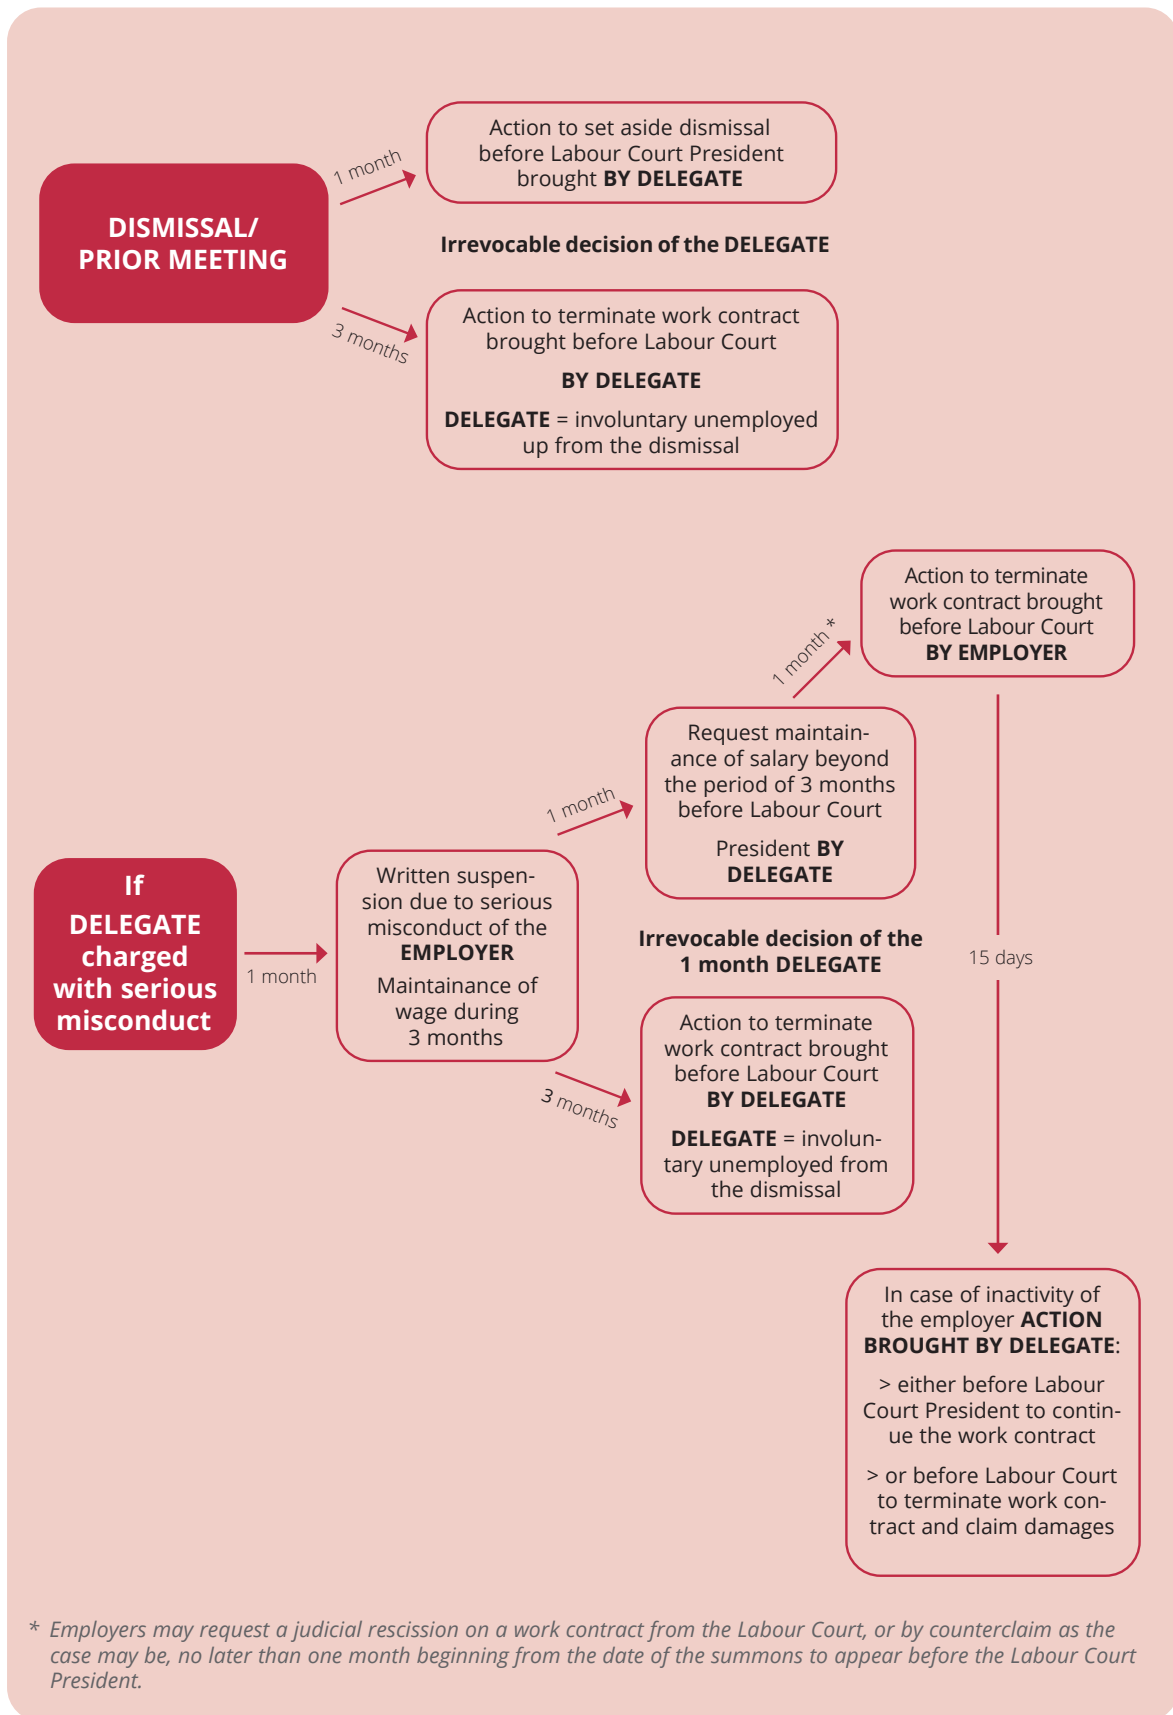 1 month
Action to set aside dismissal
before Labour Court President
brought BY DELEGATE
DISMISSAL/
PRIOR MEETING
Irrevocable decision of the DELEGATE
3 months
Action to terminate work contract
brought before Labour Court
BY DELEGATE
DELEGATE = involuntary unemployed
up from the dismissal
If
DELEGATE
charged
with serious
misconduct
1 month
Written suspen-
sion due to serious
misconduct of the
EMPLOYER
Maintainance of
wage during
3 months
1 month
Request maintain-
ance of salary beyond
the period of 3 months
before Labour Court
President BY
DELEGATE
1 month *
Action to terminate
work contract brought
before Labour Court
BY EMPLOYER
Irrevocable decision of the
1 month DELEGATE
3 months
Action to terminate
work contract brought
before Labour Court
BY DELEGATE
DELEGATE = involun-
tary unemployed from
the dismissal
15 days
In case of inactivity of
the employer ACTION
BROUGHT BY DELEGATE:
> either before Labour
Court President to contin-
ue the work contract
> or before Labour Court
to terminate work con-
tract and claim damages
* Employers may request a judicial rescission on a work contract from the Labour Court, or by counterclaim as the
case may be, no later than one month beginning from the date of the summons to appear before the Labour Court
President.